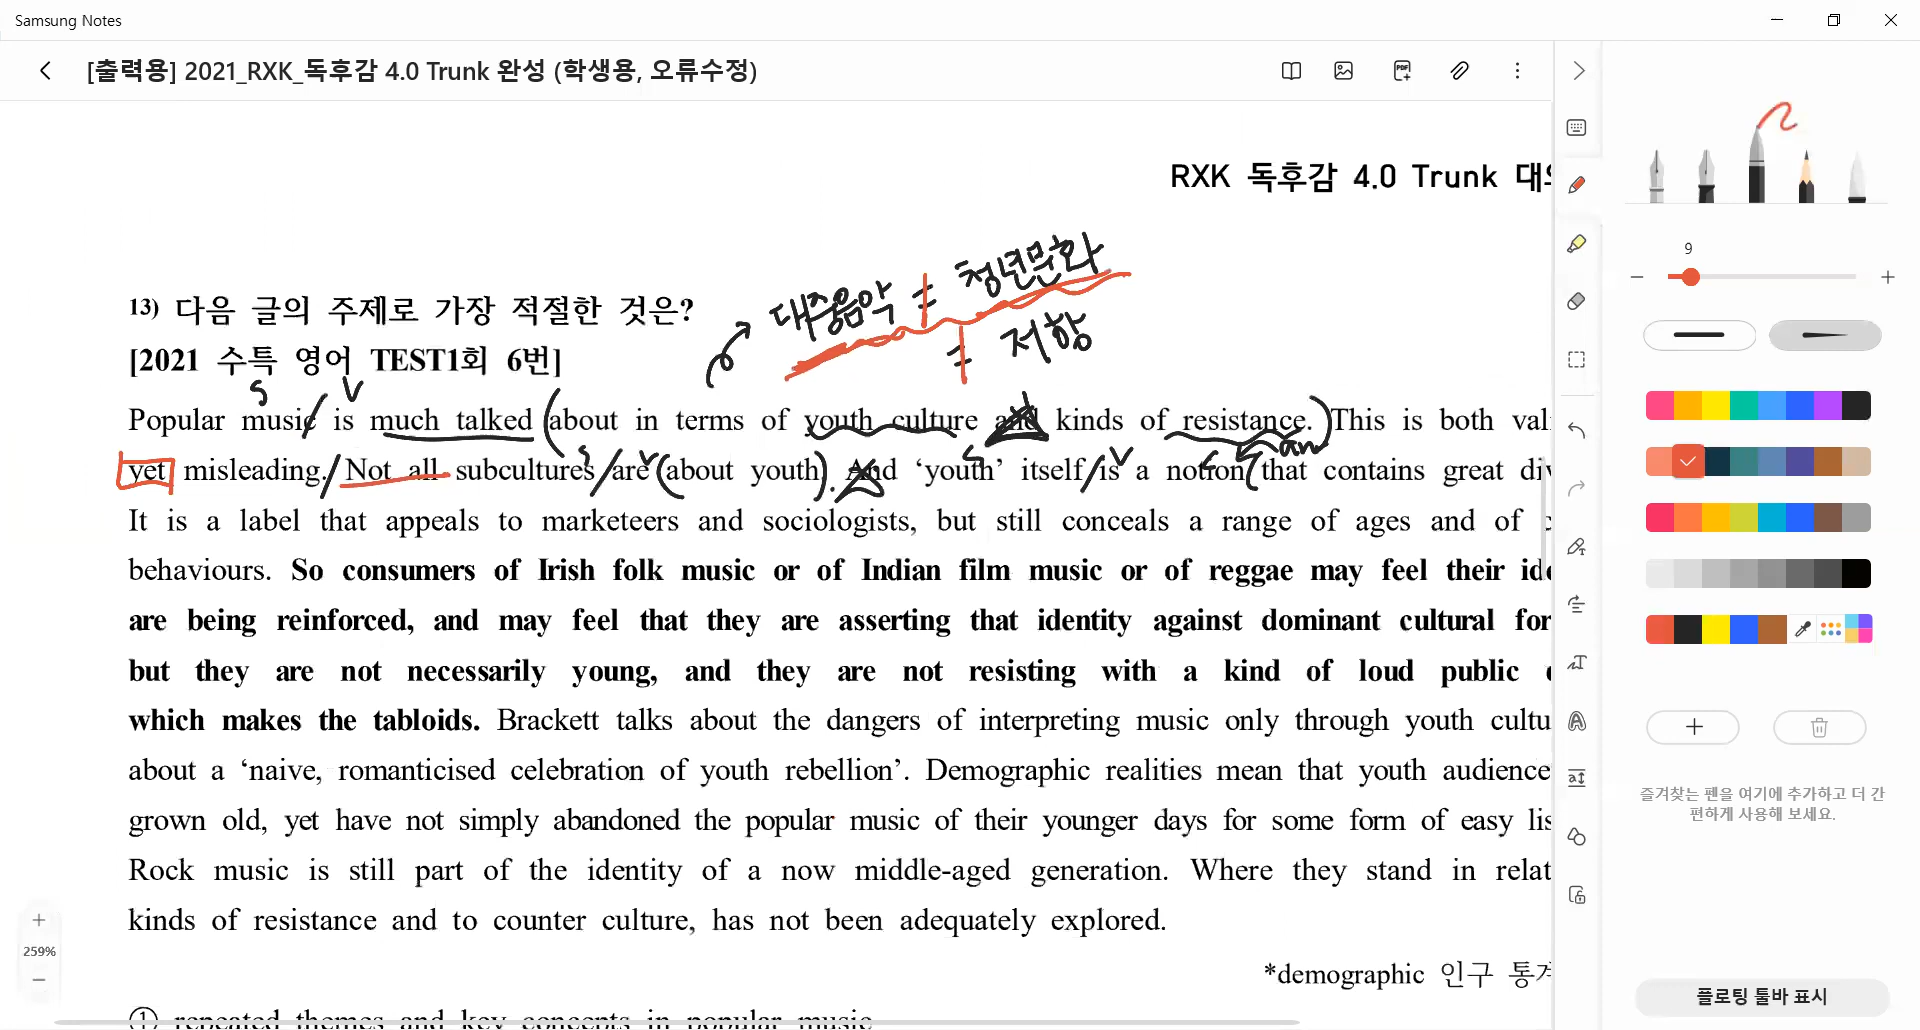 Samsung Notes
[출력용] 2021_RXK_독후감 4.0 Trunk 완성 (학생용, 오류수정)
RXK 독후감 4.0 Trunk
13) 다음 글의 주제로 가장 적절한 것은?
대중음악 = 청년문화
= 저항
[2021 수특 영어 TEST1회 6번]
S V
Popular music is much talked about in terms of youth culture and kinds of resistance. This is both
yet misleading. Not all subcultures are about youth. And ‘youth’ itself is a notion that contains great
It is a label that appeals to marketeers and sociologists, but still conceals a range of ages and of
behaviours. So consumers of Irish folk music or of Indian film music or of reggae may feel their
are being reinforced, and may feel that they are asserting that identity against dominant cultural
but they are not necessarily young, and they are not resisting with a kind of loud public
which makes the tabloids. Brackett talks about the dangers of interpreting music only through youth
about a ‘naive, romanticised celebration of youth rebellion’. Demographic realities mean that youth
grown old, yet have not simply abandoned the popular music of their younger days for some form of easy
Rock music is still part of the identity of a now middle-aged generation. Where they stand in
kinds of resistance and to counter culture, has not been adequately explored.
*demographic 인구
① repeated themes and key concepts in popular music
259%
9
즐겨찾는 펜을 여기에 추가하고 더 간
편하게 사용해 보세요.
플로팅 툴바 표시